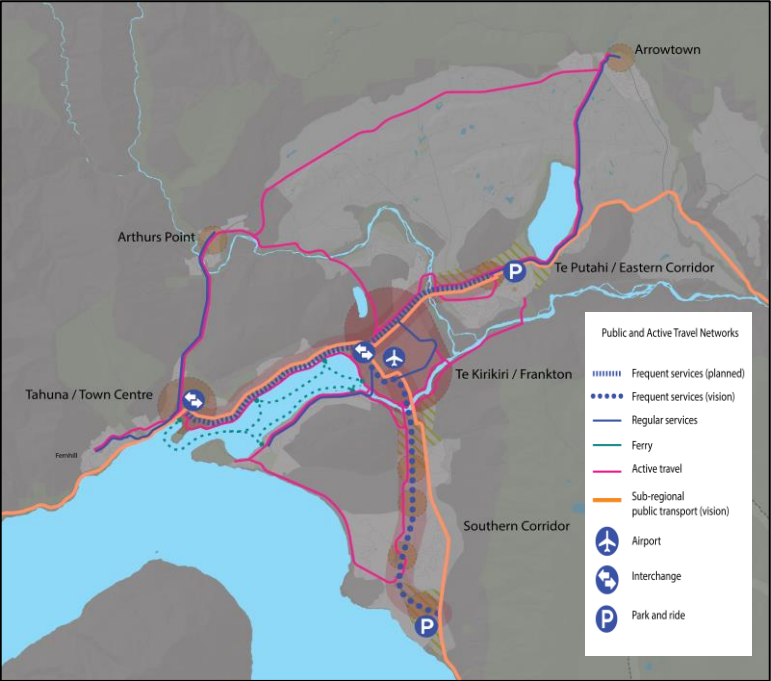 Arrowtown
Arthurs Point
Te Putahi / Eastern Corridor
P
Te Kirikiri / Frankton
Tahuna / Town Centre
Fernhill
Southern Corridor
P
Public and Active Travel Networks
Frequent services (planned)
Frequent services (vision)
Regular services
Ferry
Active travel
Sub-regional
public transport (vision)
Airport
Interchange
P
Park and ride